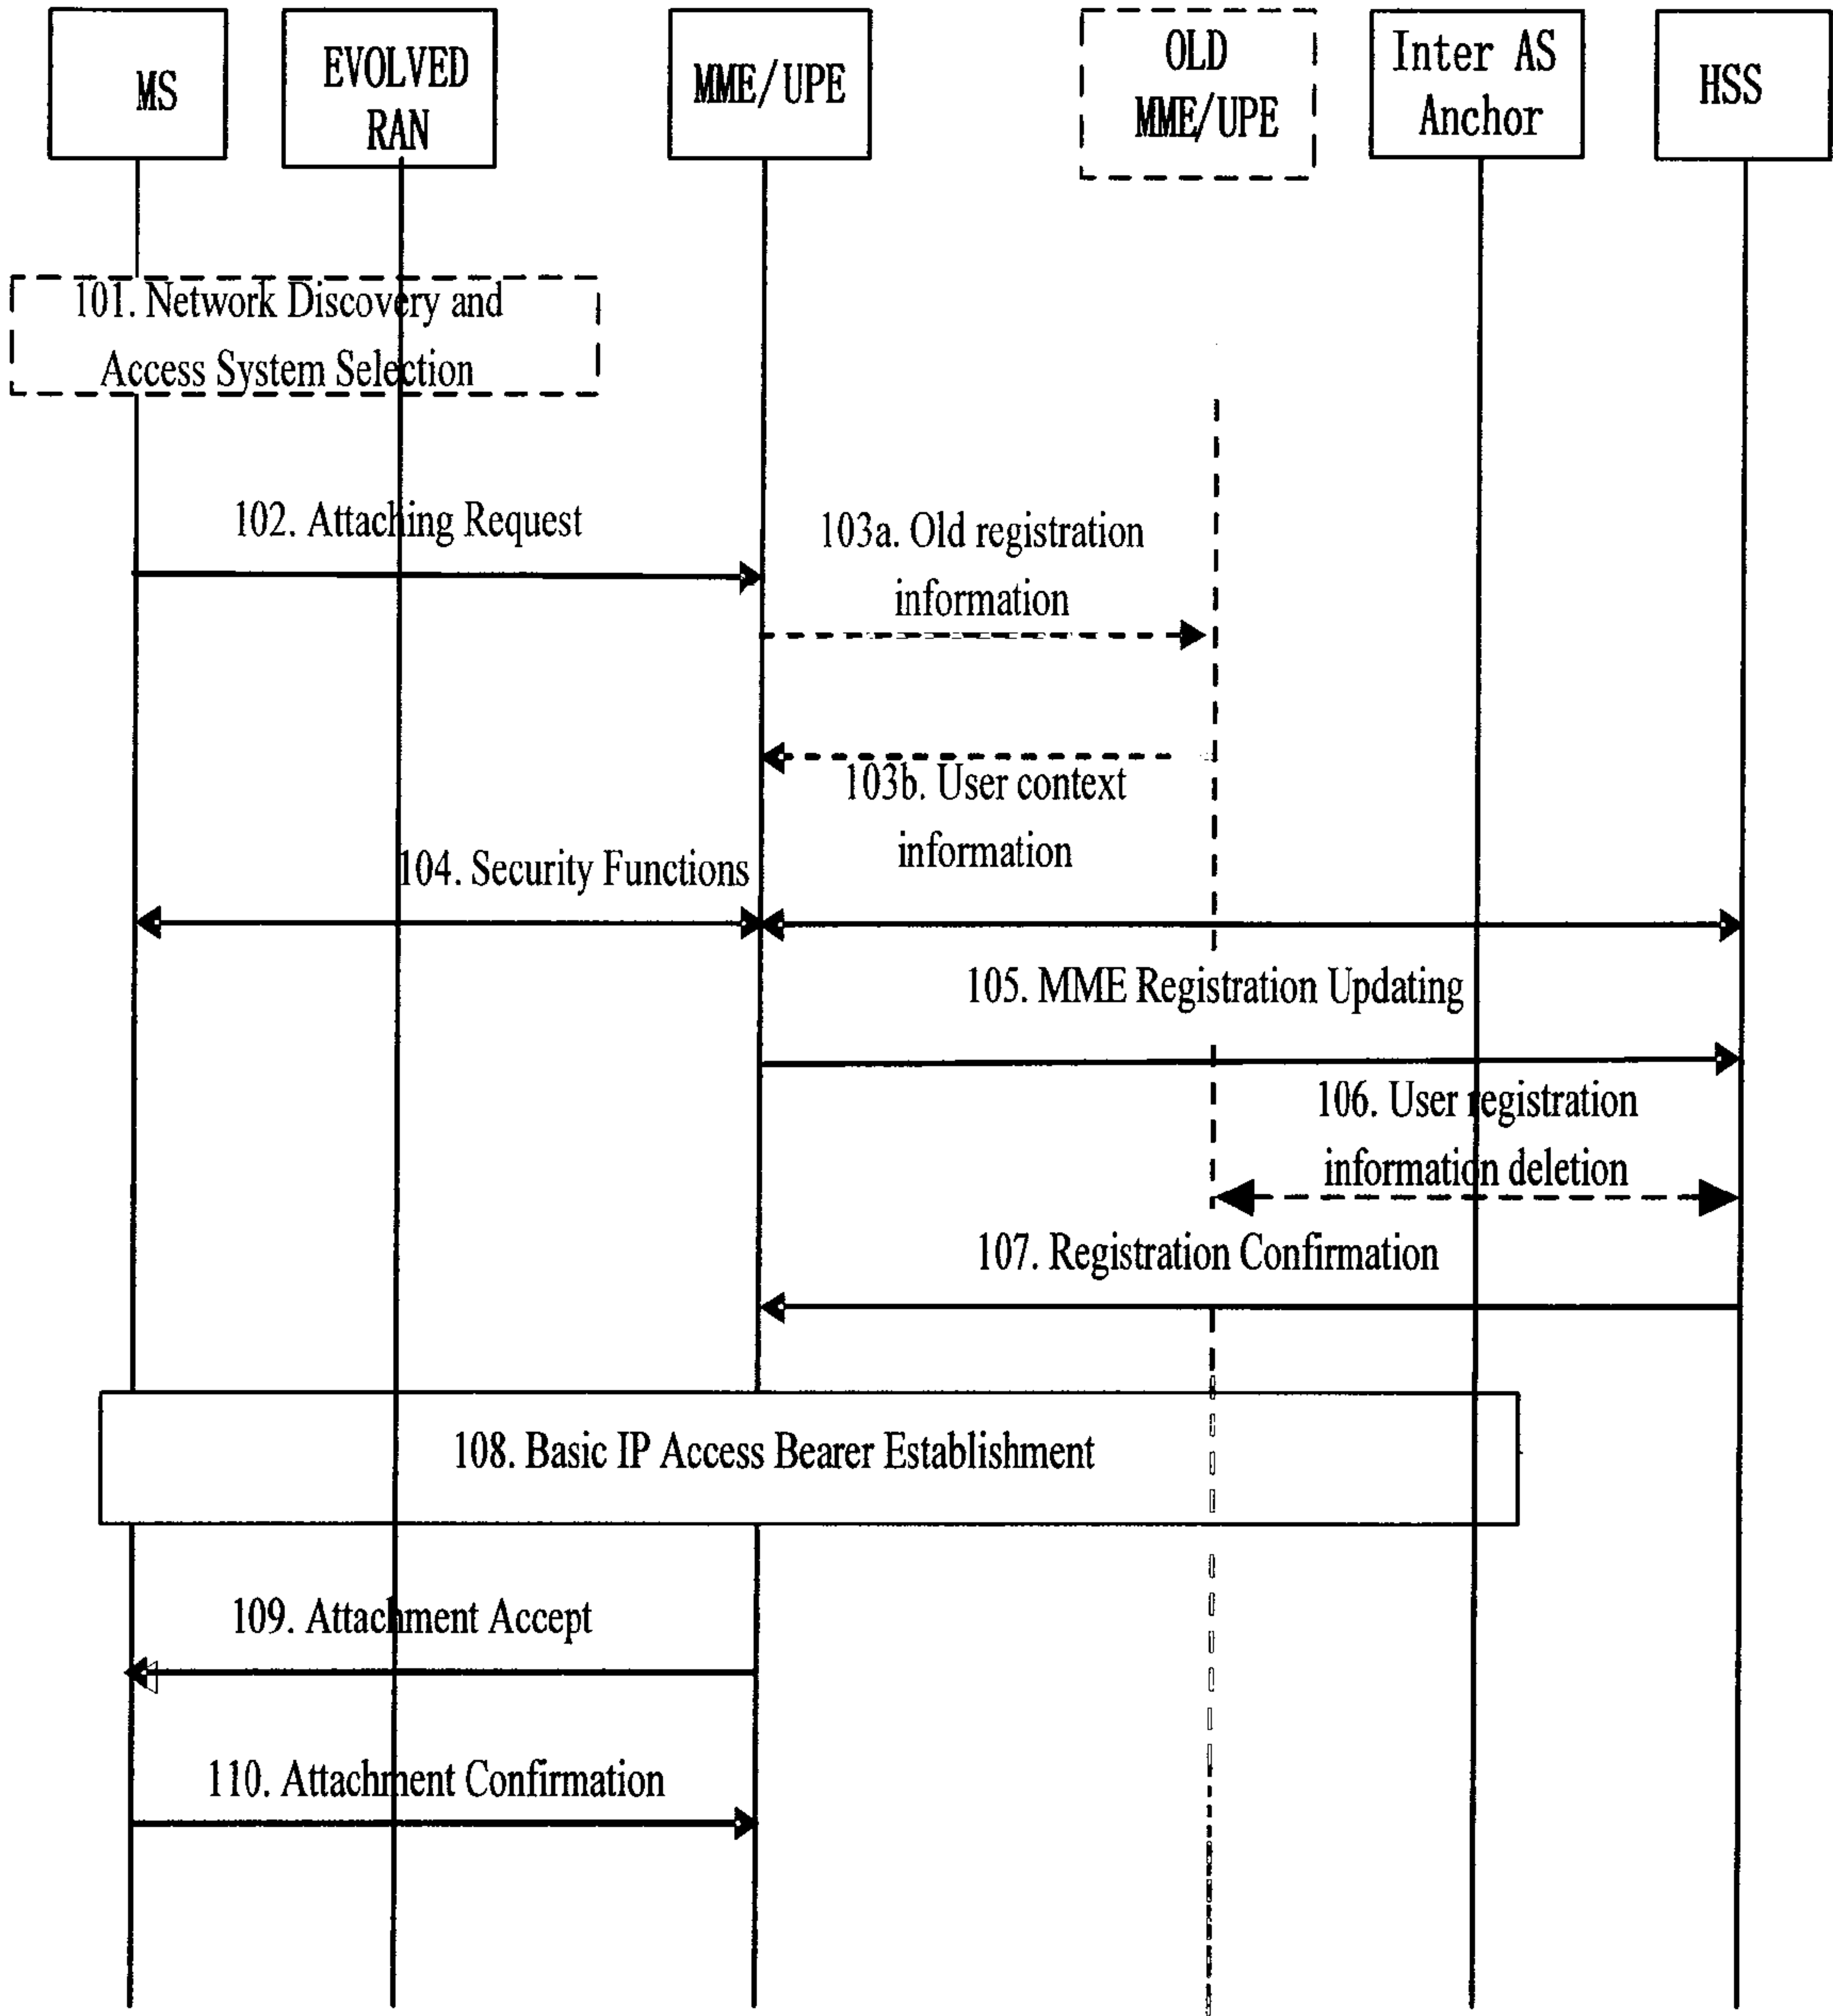 MS
EVOLVED
RAN
MME/UPE
OLD
MME/UPE
Inter AS
Anchor
HSS
101. Network Discovery and
Access System Selection
102. Attaching Request
103a. Old registration
information
103b. User context
information
104. Security Functions
105. MME Registration Updating
106. User registration
information deletion
107. Registration Confirmation
108. Basic IP Access Bearer Establishment
109. Attachment Accept
110. Attachment Confirmation